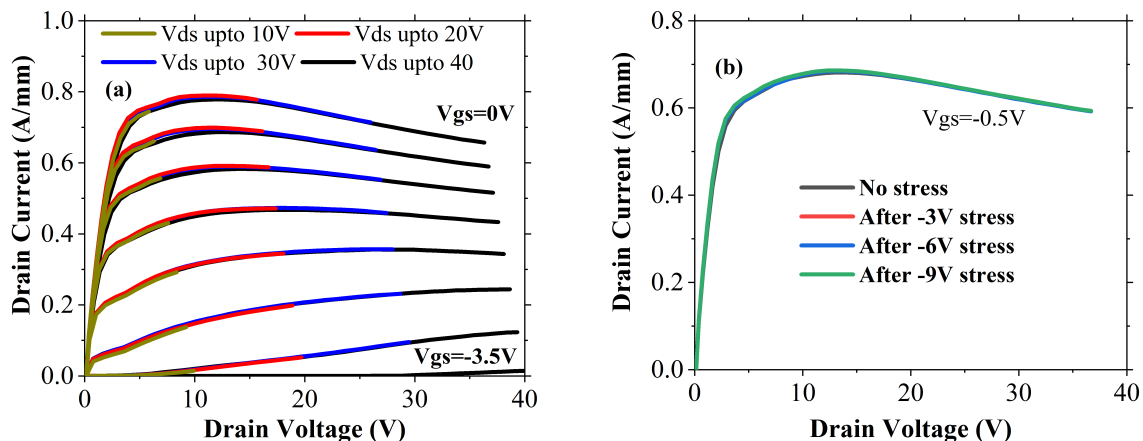 Vds upto 10V
Vds upto 20V
Vds upto 30V
Vds upto 40
(a)
Vgs=0V
Vgs=-3.5V
1.0
0.8
0.6
0.4
0.2
0.0
0
10
20
30
40
Drain Current (A/mm)
Drain Voltage (V)
(b)
Vgs=-0.5V
No stress
After -3V stress
After -6V stress
After -9V stress
0.8
0.6
0.4
0.2
0.0
0
10
20
30
40
Drain Current (A/mm)
Drain Voltage (V)